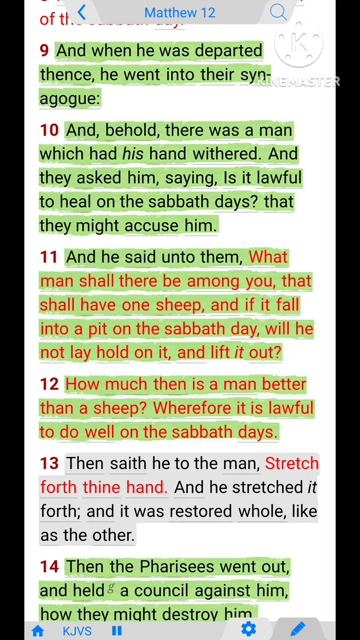 Matthew 12
of the sabbath day.
KINEMASTER
9 And when he was departed
thence, he went into their syn-
agogue:
10 And, behold, there was a man
which had his hand withered. And
they asked him, saying, Is it lawful
to heal on the sabbath days? that
they might accuse him.
11 And he said unto them, What
man shall there be among you, that
shall have one sheep, and if it fall
into a pit on the sabbath day, will he
not lay hold on it, and lift it out?
12 How much then is a man better
than a sheep? Wherefore it is lawful
to do well on the sabbath days.
13 Then saith he to the man, Stretch
forth thine hand. And he stretched it
forth; and it was restored whole, like
as the other.
14 Then the Pharisees went out,
and held g a council against him,
how they might destroy him.
KJVS